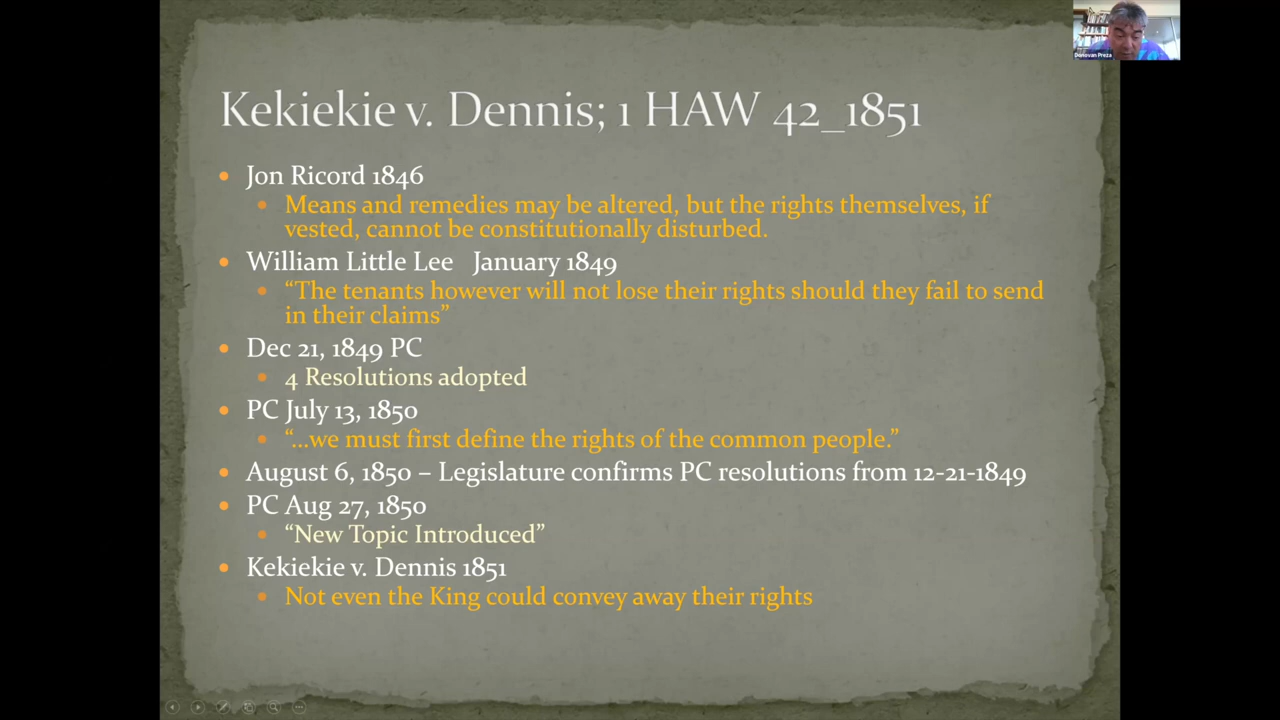 Donovan Preza
Kekiekie v. Dennis; 1 HAW 42_1851
• Jon Ricord 1846
• Means and remedies may be altered, but the rights themselves, if
vested, cannot be constitutionally disturbed.
• William Little Lee January 1849
• “The tenants however will not lose their rights should they fail to send
in their claims”
• Dec 21, 1849 PC
• 4 Resolutions adopted
• PC July 13, 1850
• “…we must first define the rights of the common people.”
• August 6, 1850 – Legislature confirms PC resolutions from 12-21-1849
• PC Aug 27, 1850
• “New Topic Introduced”
• Kekiekie v. Dennis 1851
• Not even the King could convey away their rights